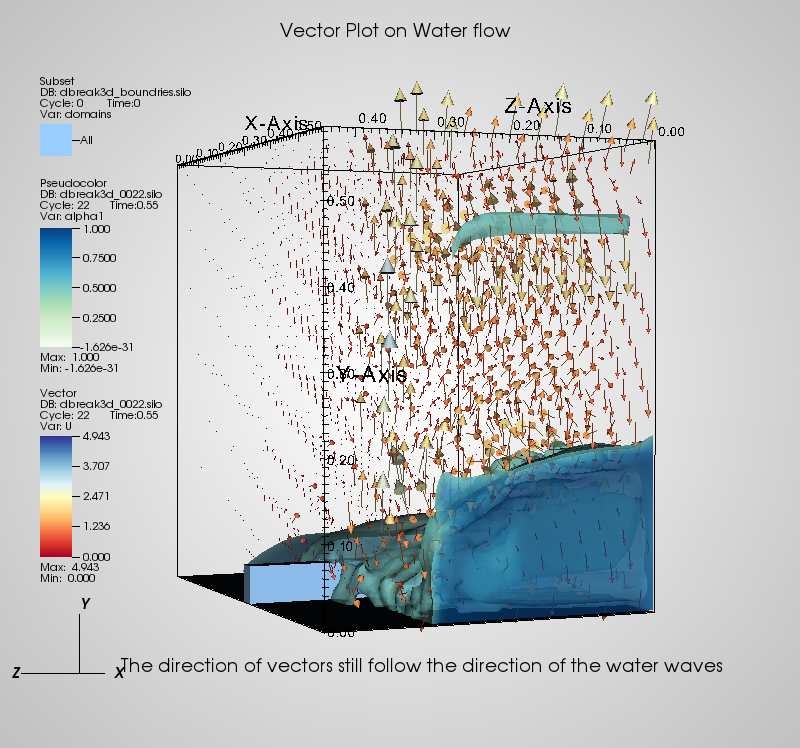 Vector Plot on Water flow
Subset
DB: dbreak3d_boundries.silo
Cycle: 0 Time:0
Var: domains
All
Pseudocolor
DB: dbreak3d_0022.silo
Cycle: 22 Time:0.55
Var: alpha1
1.000
0.7500
0.5000
0.2500
-1.626e-31
Max: 1.000
Min: -1.626e-31
Vector
DB: dbreak3d_0022.silo
Cycle: 22 Time:0.55
Var: U
4.943
3.707
2.471
1.236
0.000
Max: 4.943
Min: 0.000
X-Axis
0.00 0.10 0.20 0.30 0.40 0.50
Z-Axis
0.40 0.30 0.20 0.10 0.00
0.50
0.40
Y-Axis
0.30
0.20
0.10
0.00
Y
Z X
The direction of vectors still follow the direction of the water waves